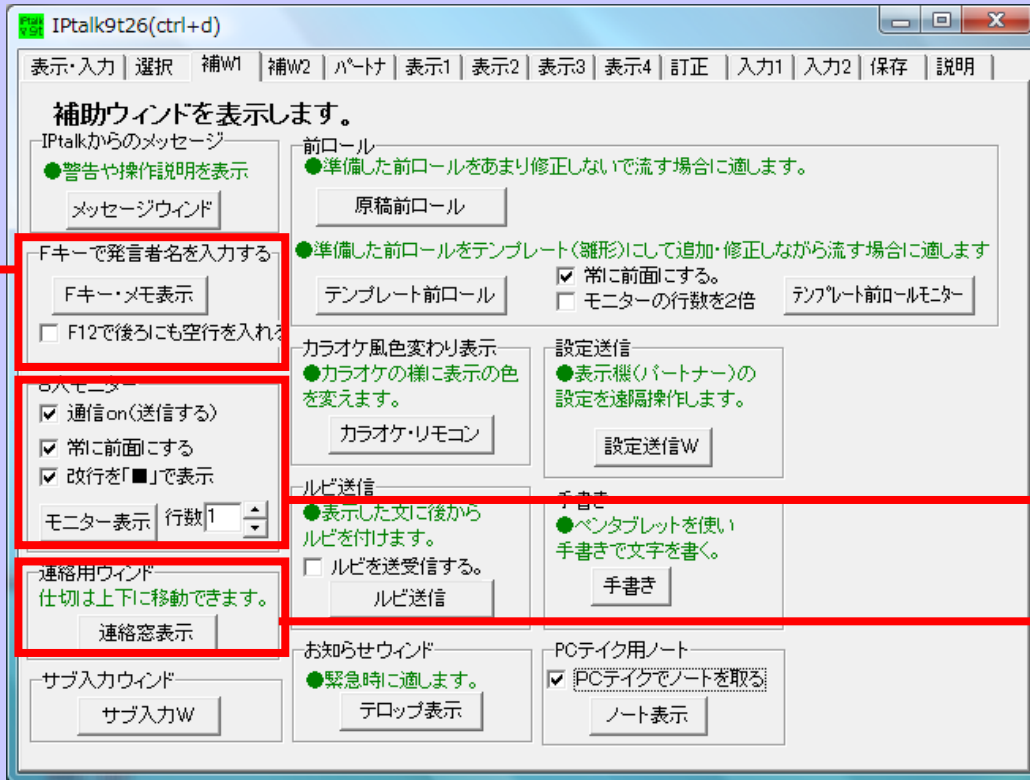 IPtalk v9t
IPtalk9t26(ctrl+d)
表示・入力 選択 補W1 補W2 パートナ 表示1 表示2 表示3 表示4 訂正 入力1 入力2 保存 説明
補助ウィンドを表示します。
IPtalkからのメッセージ
●警告や操作説明を表示
メッセージウィンド
Fキーで発言者名を入力する
Fキー・メモ表示
F12で後ろにも空行を入れる
8人モニター
通信on(送信する)
常に前面にする
改行を「■」で表示
モニター表示 行数 1
連絡用ウィンド
仕切は上下に移動できます。
連絡窓表示
サブ入力ウィンド
サブ入力W
前ロール
●準備した前ロールをあまり修正しないで流す場合に適します。
原稿前ロール
●準備した前ロールをテンプレート(雛形)にして追加・修正しながら流す場合に適します
テンプレート前ロール
常に前面にする。
モニターの行数を2倍
テンプレート前ロールモニター
カラオケ風色変わり表示
●カラオケの様に表示の色
を変えます。
カラオケ・リモコン
設定送信
●表示機(パートナー)の
設定を遠隔操作します。
設定送信W
ルビ送信
●表示した文に後から
ルビを付けます。
ルビを送受信する。
ルビ送信
手書き
●ペンタブレットを使い
手書きで文字を書く。
手書き
お知らせウィンド
●緊急時に適します。
テロップ表示
PCテイク用ノート
PCテイクでノートを取る
ノート表示